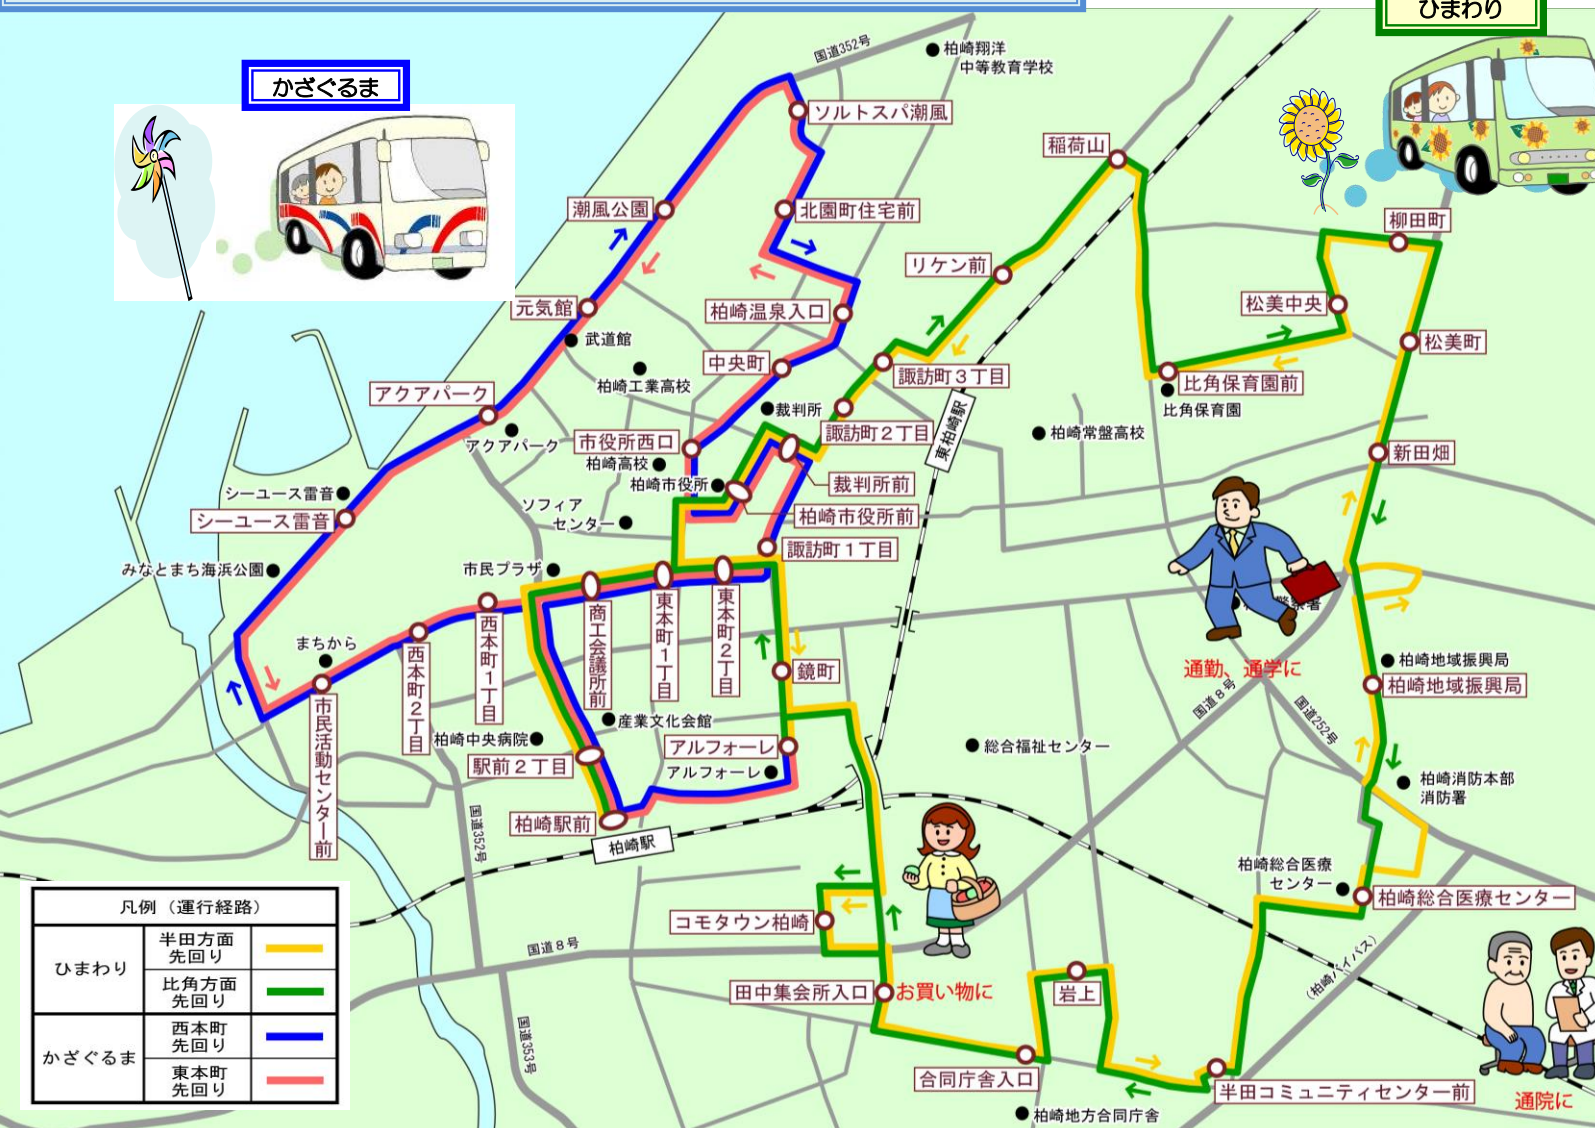 ひまわり
かざぐるま
国道352号
柏崎翔洋
中等教育学校
ソルトスパ潮風
稲荷山
潮風公園
北園町住宅前
柳田町
リケン前
元気館
柏崎温泉入口
松美中央
武道館
松美町
中央町
諏訪町3丁目
比角保育園前
柏崎工業高校
アクアパーク
裁判所
比角保育園
東柏崎駅
諏訪町2丁目
柏崎常盤高校
アクアパーク
市役所西口
柏崎高校
新田畑
柏崎市役所
裁判所前
シーユース雷音
シーユース雷音
ソフィア
センター
柏崎市役所前
諏訪町1丁目
みなとまち海浜公園
市民プラザ
商工会議所前
東本町1丁目
東本町2丁目
西本町1丁目
西本町2丁目
まちから
市民活動センター前
鏡町
通勤、通学に
柏崎地域振興局
柏崎地域振興局
国道8号
国道252号
産業文化会館
柏崎中央病院
駅前2丁目
アルフォーレ
アルフォーレ
総合福祉センター
柏崎消防本部
消防署
柏崎駅前
柏崎駅
国道352号
柏崎総合医療
センター
柏崎総合医療センター
コモタウン柏崎
国道8号
(柏崎バイパス)
田中集会所入口
お買い物に
岩上
国道353号
合同庁舎入口
半田コミュニティセンター前
柏崎地方合同庁舎
通院に
凡例(運行経路)
ひまわり
半田方面
先回り
比角方面
先回り
かざぐるま
西本町
先回り
東本町
先回り